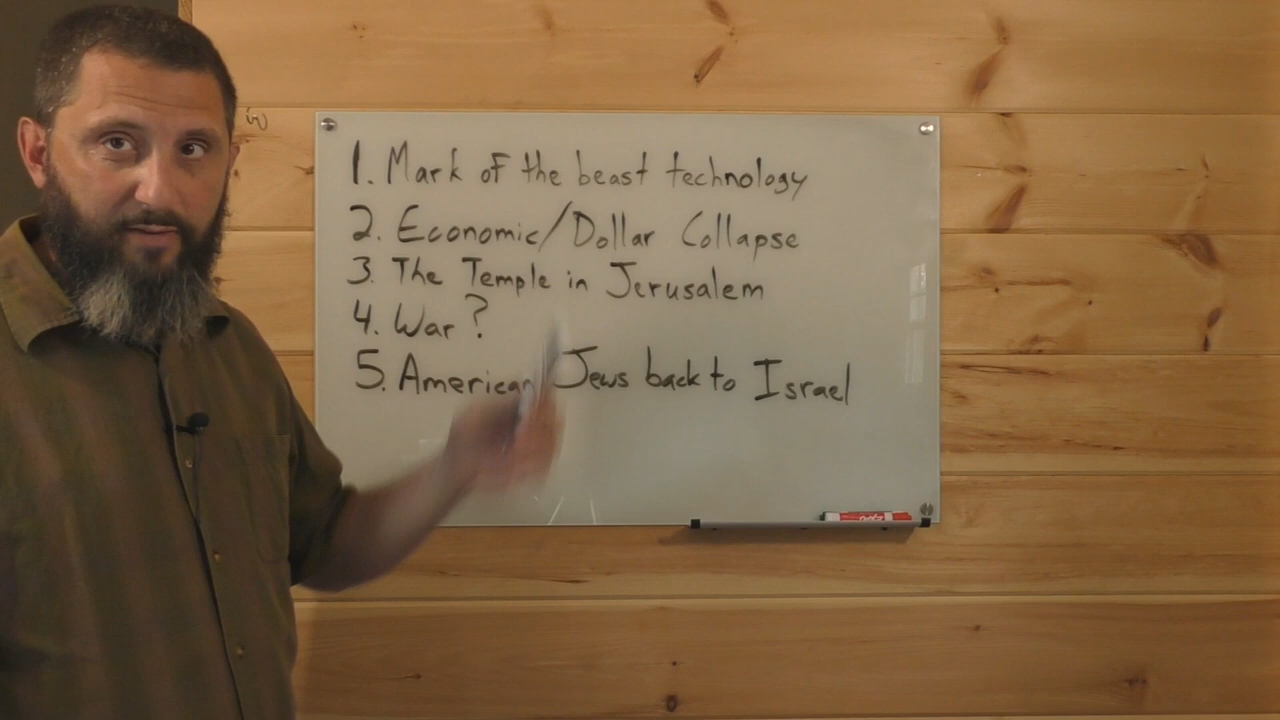 1. Mark of the beast technology
2. Economic/Dollar Collapse
3. The Temple in Jerusalem
4. War?
5. American Jews back to Israel